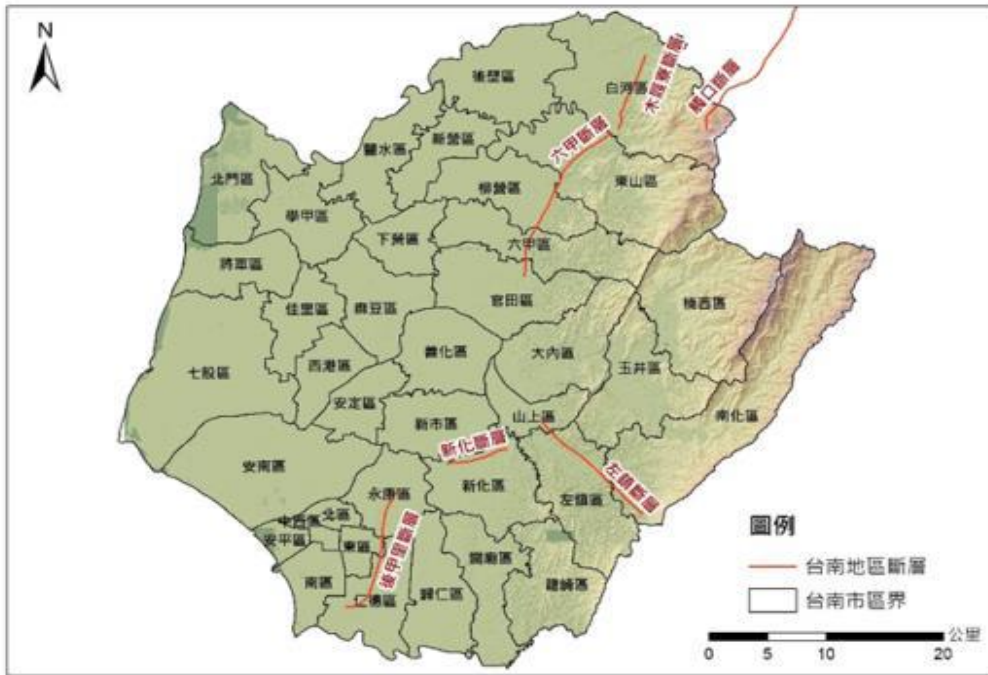 N
後壁區
白河區
木屐寮斷層
觸口斷層
六甲斷層
新營區
鹽水區
北門區
柳營區
東山區
學甲區
下營區
六甲區
將軍區
官田區
楠西區
佳里區
麻豆區
善化區
大內區
玉井區
七股區
西港區
安定區
新市區
山上區
南化區
新化斷層
安南區
永康區
新化區
左鎮區
左鎮斷層
北區
中西區
安平區
東區
後甲里斷層
關廟區
南區
仁德區
歸仁區
龍崎區
圖例
台南地區斷層
台南市區界
公里
0 5 10 20